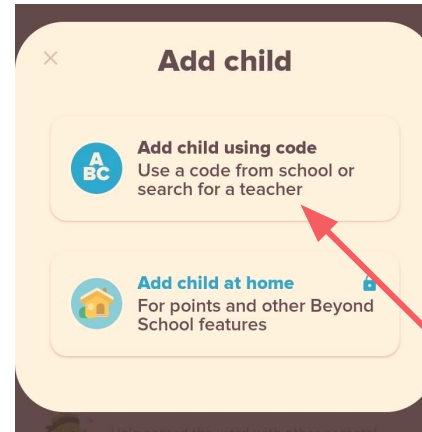 Add child
Add child using code
A
BC
Use a code from school or
search for a teacher
Add child at home
For points and other Beyond
School features